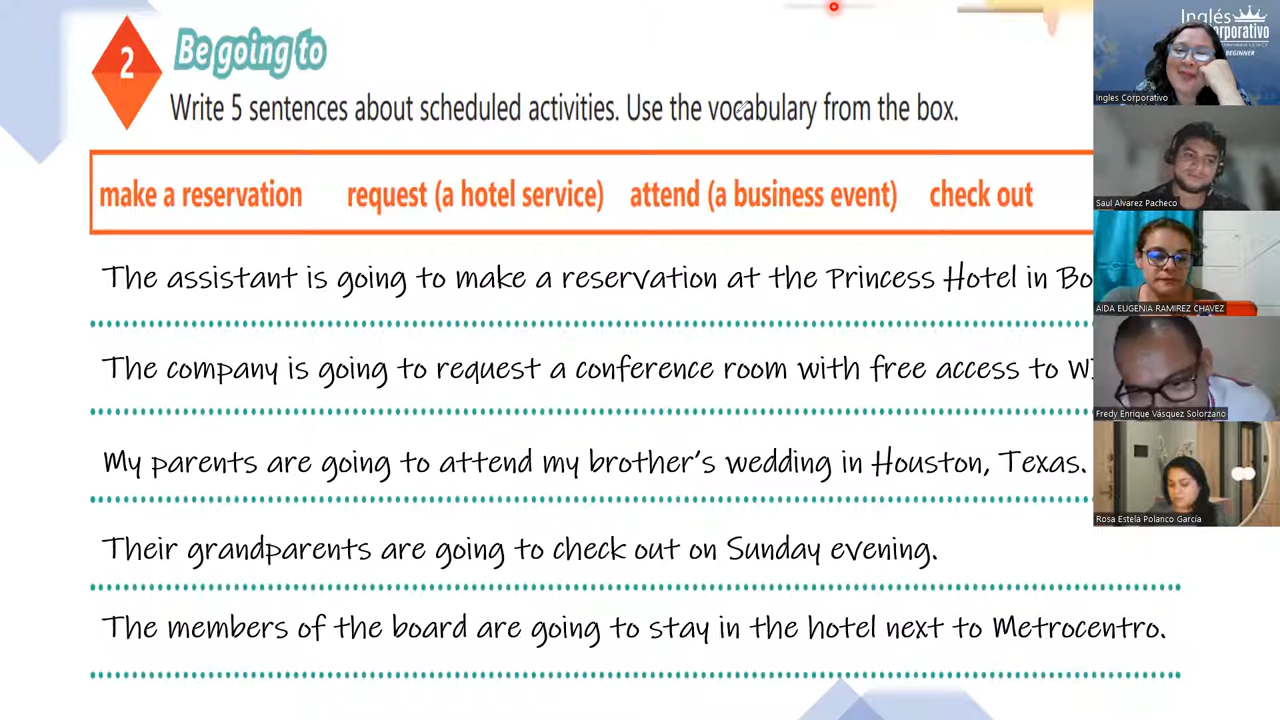 2
Be going to
Write 5 sentences about scheduled activities. Use the vocabulary from the box.
make a reservation request (a hotel service) attend (a business event) check out
The assistant is going to make a reservation at the Princess Hotel in Bo
The company is going to request a conference room with free access to
My parents are going to attend my brother's wedding in Houston, Texas.
Their grandparents are going to check out on Sunday evening.
The members of the board are going to stay in the hotel next to Metrocentro.
Inglés
orporativo
BEGINNER
Ingles Corporativo
Saul Alvarez Pacheco
AIDA EUGENIA RAMIREZ CHAVEZ
Fredy Enrique Vásquez Solorzano
Rosa Estela Polanco García